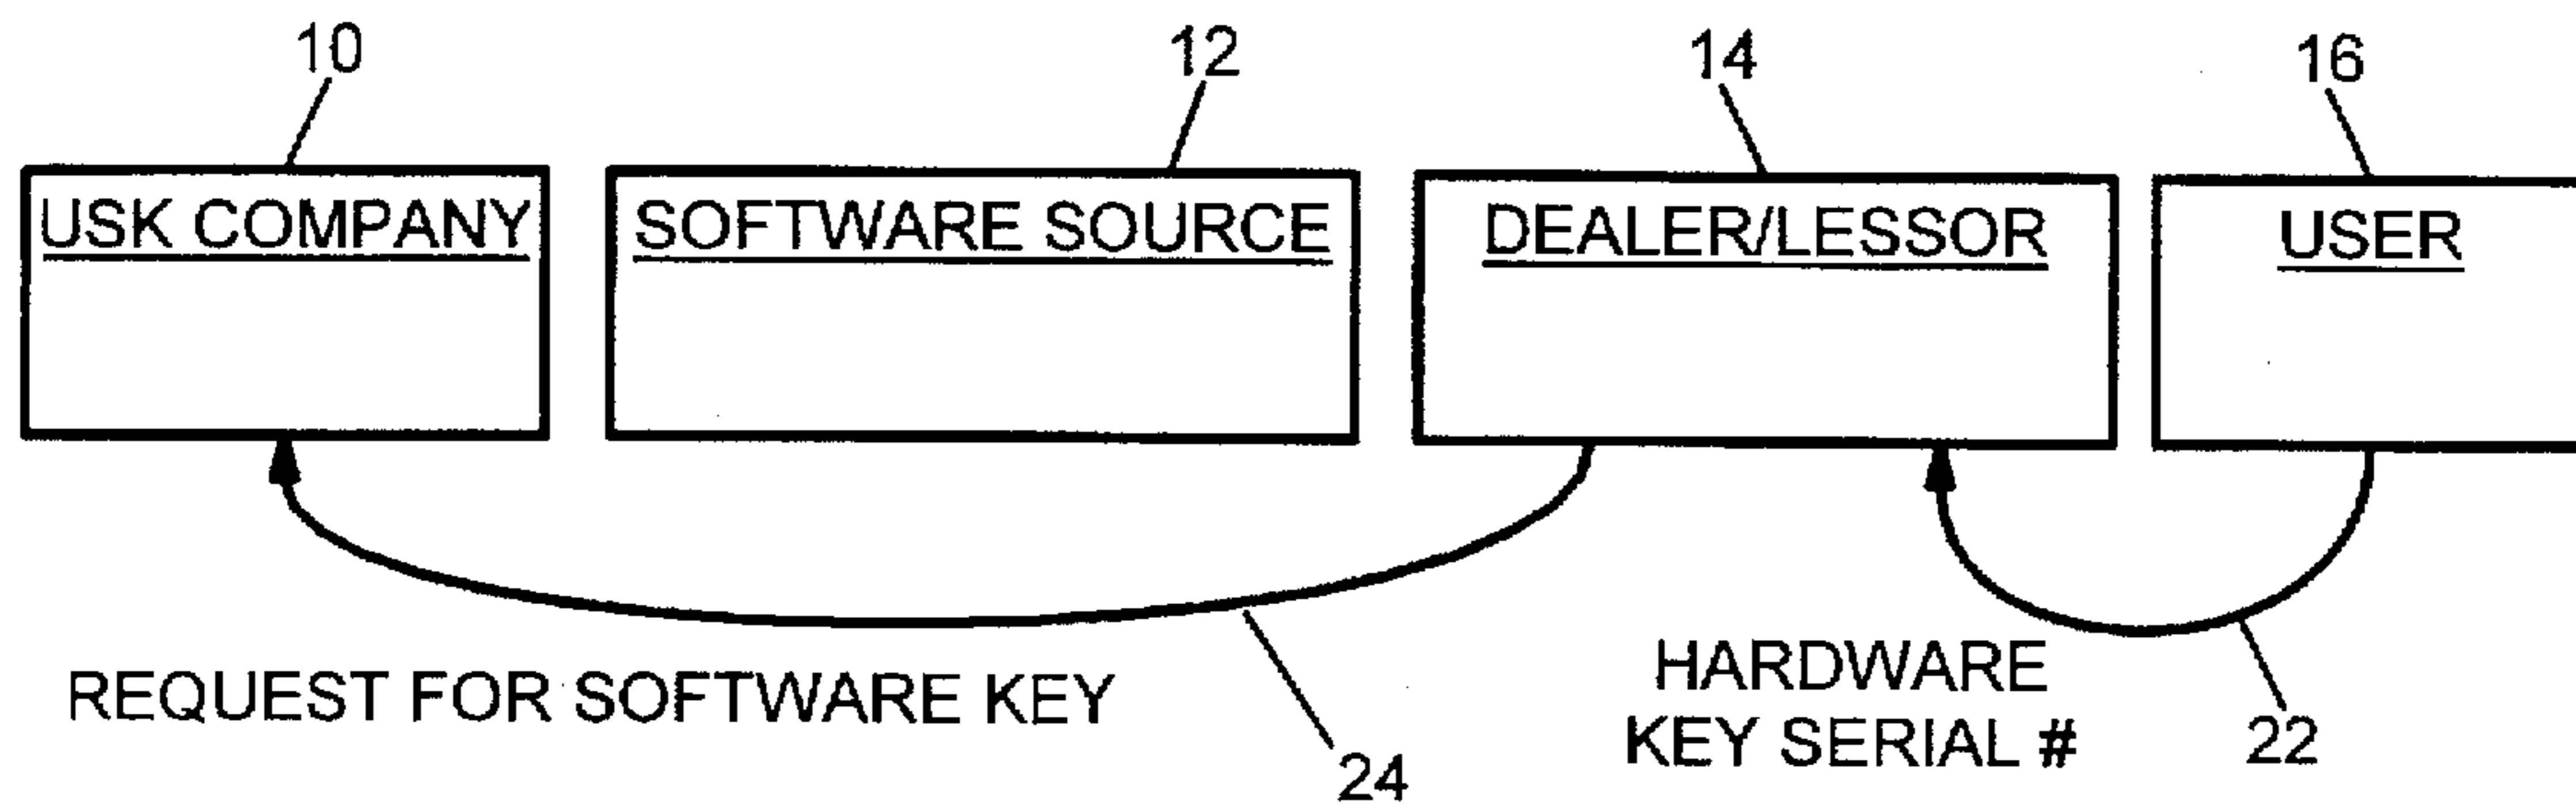 10
12
14
16
USK COMPANY
SOFTWARE SOURCE
DEALER/LESSOR
USER
REQUEST FOR SOFTWARE KEY
24
HARDWARE
KEY SERIAL #
22